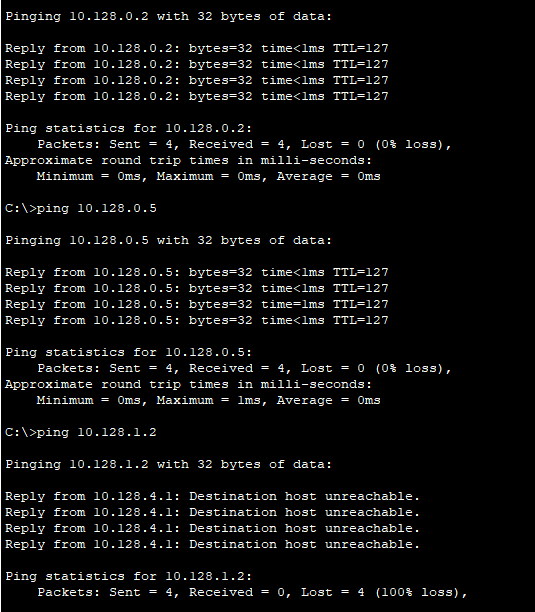 Pinging 10.128.0.2 with 32 bytes of data:
Reply from 10.128.0.2: bytes=32 time<1ms TTL=127
Reply from 10.128.0.2: bytes=32 time<1ms TTL=127
Reply from 10.128.0.2: bytes=32 time<1ms TTL=127
Reply from 10.128.0.2: bytes=32 time<1ms TTL=127
Ping statistics for 10.128.0.2:
    Packets: Sent = 4, Received = 4, Lost = 0 (0% loss),
Approximate round trip times in milli-seconds:
    Minimum = 0ms, Maximum = 0ms, Average = 0ms
C:\>ping 10.128.0.5
Pinging 10.128.0.5 with 32 bytes of data:
Reply from 10.128.0.5: bytes=32 time<1ms TTL=127
Reply from 10.128.0.5: bytes=32 time<1ms TTL=127
Reply from 10.128.0.5: bytes=32 time=1ms TTL=127
Reply from 10.128.0.5: bytes=32 time<1ms TTL=127
Ping statistics for 10.128.0.5:
    Packets: Sent = 4, Received = 4, Lost = 0 (0% loss),
Approximate round trip times in milli-seconds:
    Minimum = 0ms, Maximum = 1ms, Average = 0ms
C:\>ping 10.128.1.2
Pinging 10.128.1.2 with 32 bytes of data:
Reply from 10.128.4.1: Destination host unreachable.
Reply from 10.128.4.1: Destination host unreachable.
Reply from 10.128.4.1: Destination host unreachable.
Reply from 10.128.4.1: Destination host unreachable.
Ping statistics for 10.128.1.2:
    Packets: Sent = 4, Received = 0, Lost = 4 (100% loss),